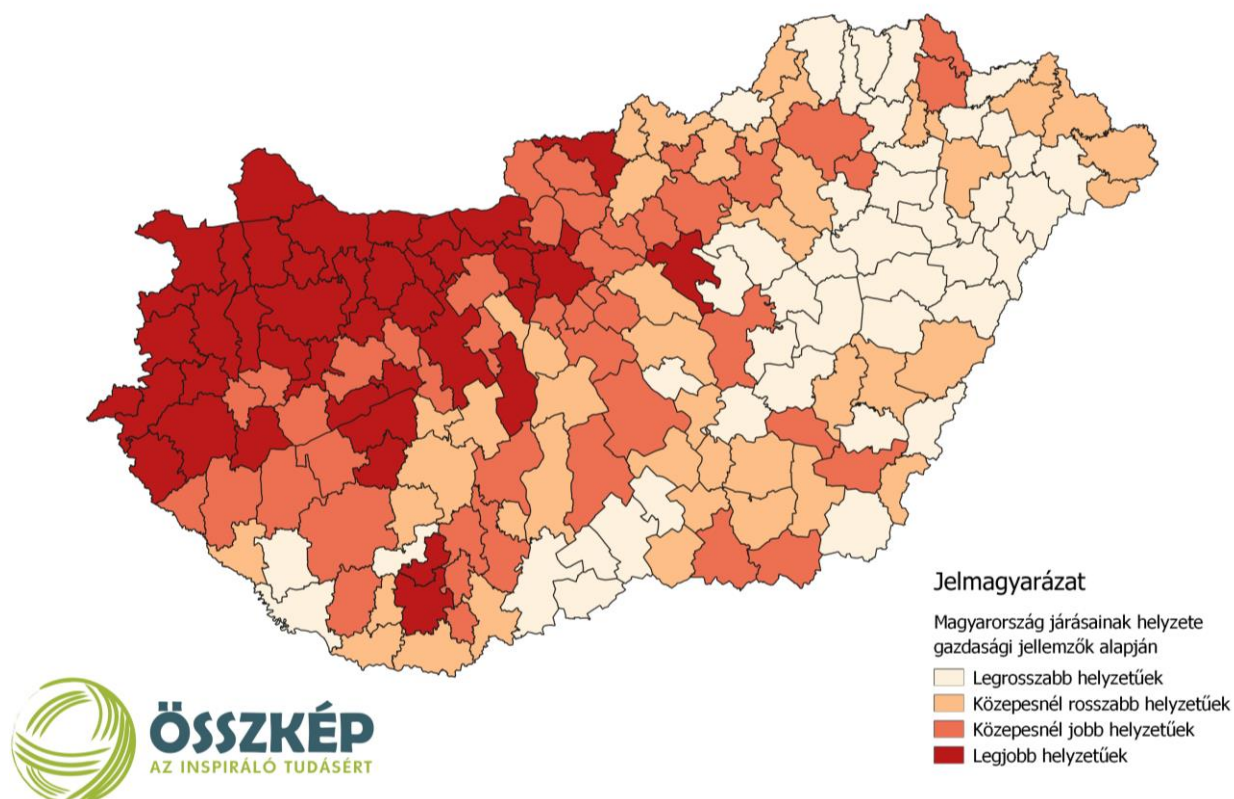 Jelmagyarázat
Magyarország járásainak helyzete
gazdasági jellemzők alapján
Legrosszabb helyzetűek
Közepesnél rosszabb helyzetűek
Közepesnél jobb helyzetűek
Legjobb helyzetűek
ÖSSZKÉP
AZ INSPIRÁLÓ TUDÁSÉRT